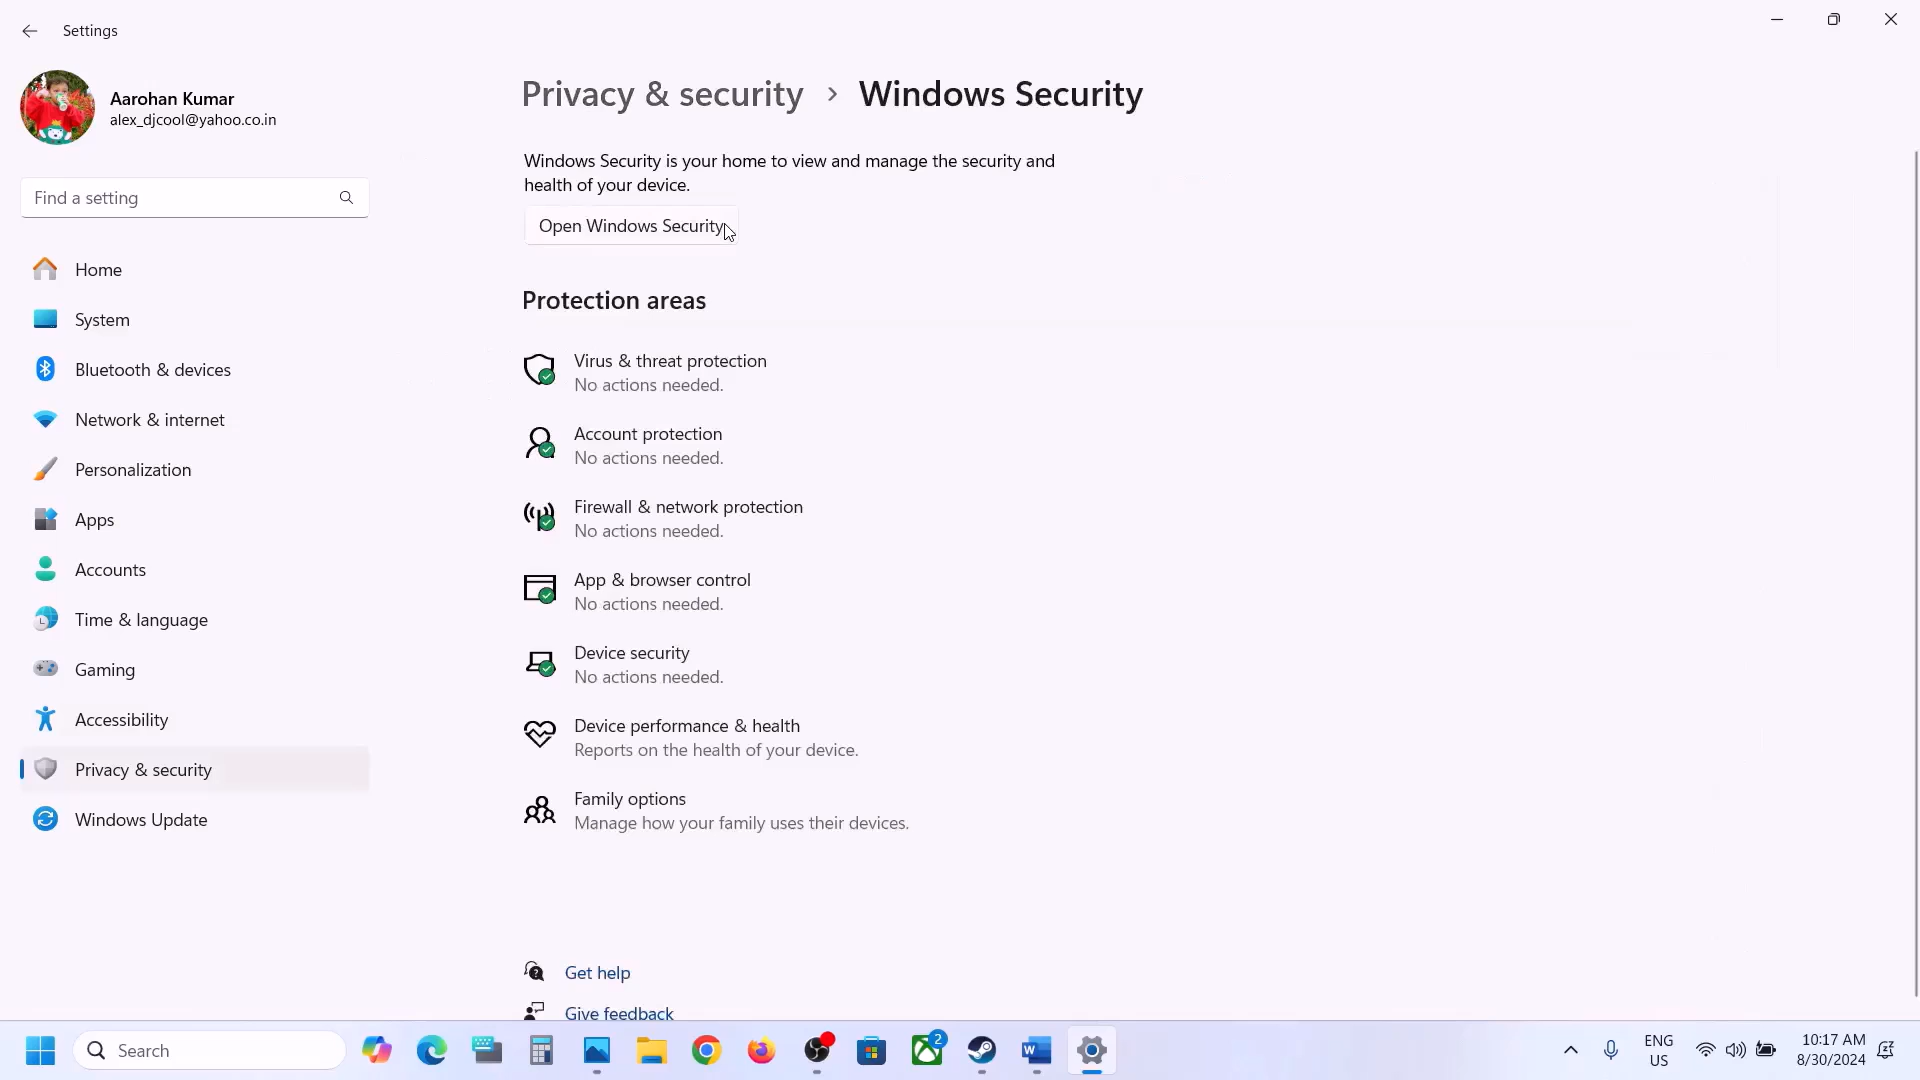 Settings
Aarohan Kumar
alex_djcool@yahoo.co.in
Find a setting
Home
System
Bluetooth & devices
Network & internet
Personalization
Apps
Accounts
Time & language
Gaming
Accessibility
Privacy & security
Windows Update
Privacy & security > Windows Security
Windows Security is your home to view and manage the security and
health of your device.
Open Windows Security
Protection areas
Virus & threat protection
No actions needed.
Account protection
No actions needed.
Firewall & network protection
No actions needed.
App & browser control
No actions needed.
Device security
No actions needed.
Device performance & health
Reports on the health of your device.
Family options
Manage how your family uses their devices.
Get help
Give feedback
Search
2
ENG
US
10:17 AM
8/30/2024